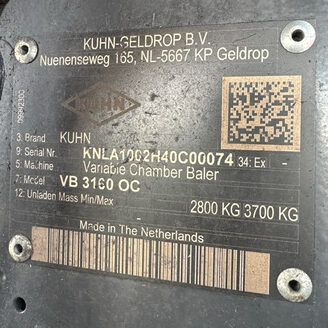 KUHN-GELDROP B.V.
Nuenenseweg 165, NL-5667 KP Geldrop
KUHN
3: Brand KUHN
9: Serial Nr. KNLA1002H40C00074 34: Ex -
5: Machine Variable Chamber Baler
7: Model VB 3160 OC
12: Unladen Mass Min/Max 2800 KG 3700 KG
Made in The Netherlands